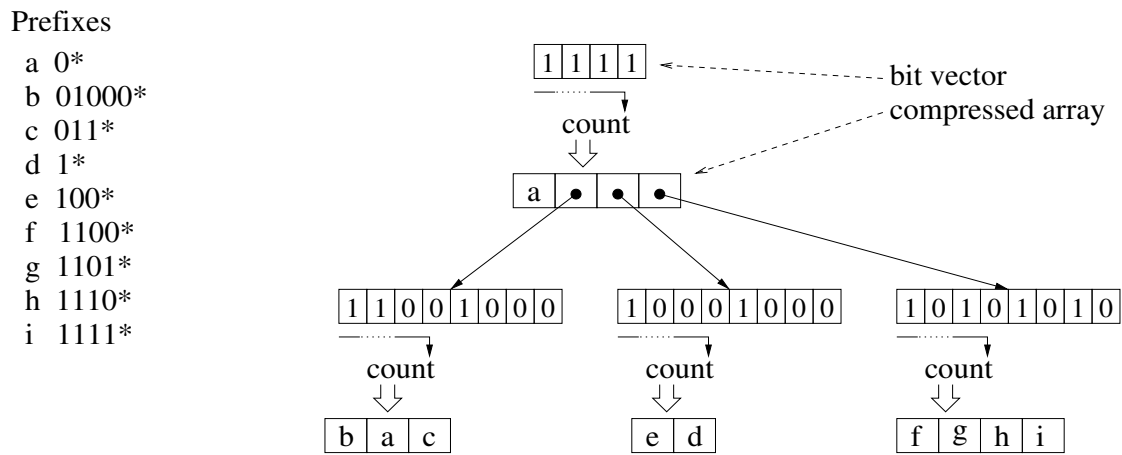 Prefixes
a 0*
b 01000*
c 011*
d 1*
e 100*
f 1100*
g 1101*
h 1110*
i 1111*
1 1 1 1
bit vector
compressed array
count
a
1 1 0 0 1 0 0 0
1 0 0 0 1 0 0 0
1 0 1 0 1 0 1 0
count
count
count
b a c
e d
f g h i